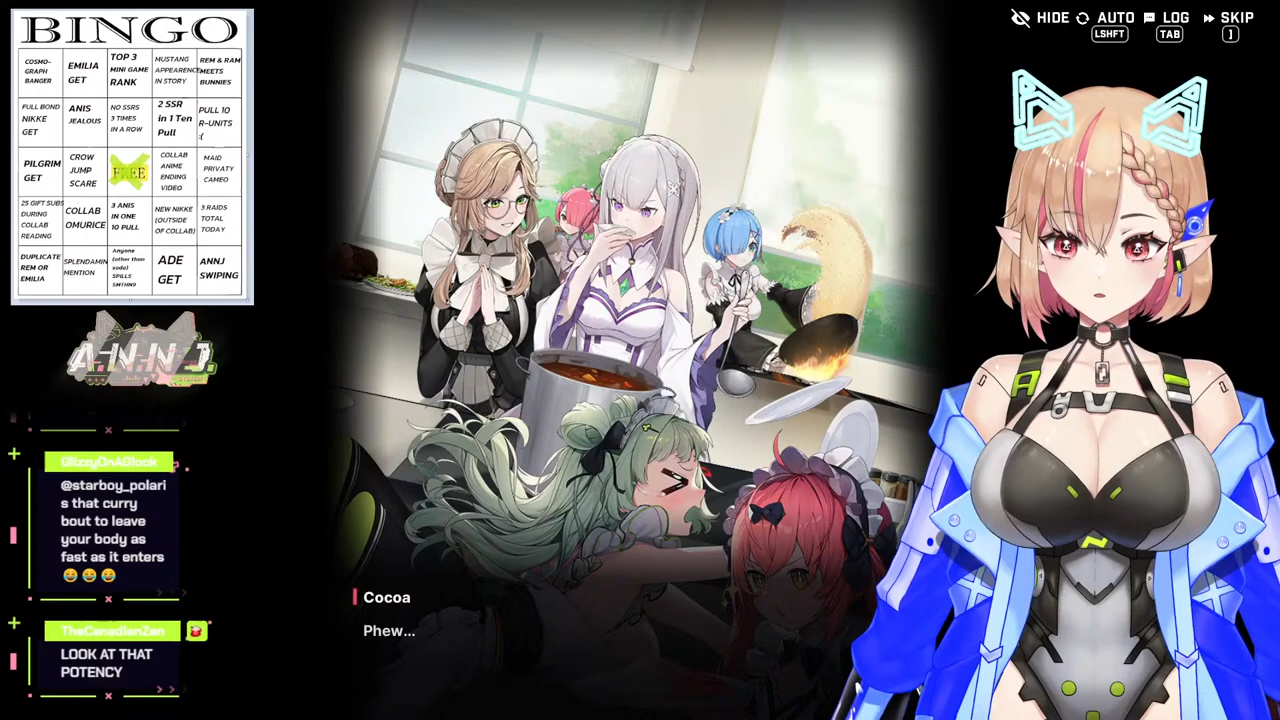 BINGO
COSMO-
GRAPH
BANGER
EMILIA
GET
TOP 3
MINI GAME
RANK
MUSTANG
APPEARENCE
IN STORY
REM & RAM
MEETS
BUNNIES
FULL BOND
NIKKE
GET
ANIS
JEALOUS
NO SSRS
3 TIMES
IN A ROW
2 SSR
in 1 Ten
Pull
PULL 10
R-UNITS
:(
PILGRIM
GET
CROW
JUMP
SCARE
FREE
COLLAB
ANIME
ENDING
VIDEO
MAID
PRIVATY
CAMEO
25 GIFT SUBS
DURING
COLLAB
READING
COLLAB
OMURICE
3 ANIS
IN ONE
10 PULL
NEW NIKKE
(OUTSIDE
OF COLLAB)
3 RAIDS
TOTAL
TODAY
DUPLICATE
REM OR
EMILIA
SPLENDAMIN
MENTION
Anyone
(other then
soda)
SPILLS
SMTHN9
ADE
GET
ANNJ
SWIPING
A.N.N.J.
GlizzyOnAGlock
@starboy_polari
s that curry
bout to leave
your body as
fast as it enters
😂😂😂
TheCanadianZen
LOOK AT THAT
POTENCY
HIDE AUTO LOG SKIP
LSHFT TAB ]
Cocoa
Phew...